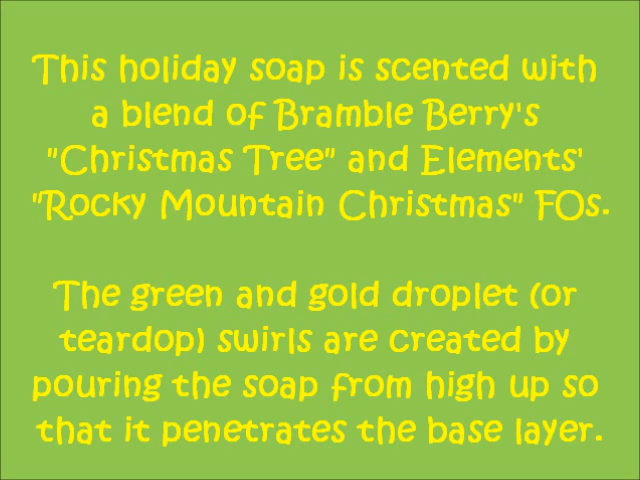 This holiday soap is scented with
a blend of Bramble Berry's
"Christmas Tree" and Elements'
"Rocky Mountain Christmas" FOs.
The green and gold droplet (or
teardop) swirls are created by
pouring the soap from high up so
that it penetrates the base layer.